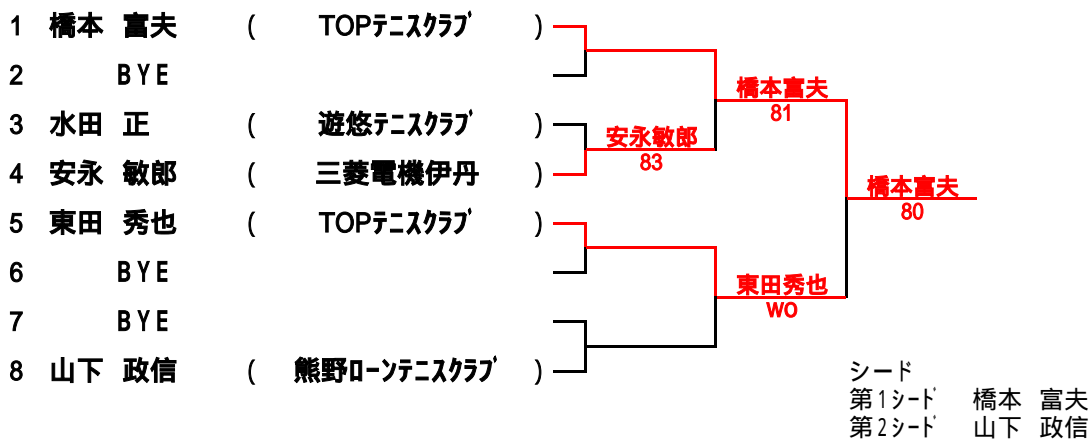 1 橋本 富夫 ( TOPテニスクラブ )
2 BYE
3 水田 正 ( 遊悠テニスクラブ )
4 安永 敏郎 ( 三菱電機伊丹 )
5 東田 秀也 ( TOPテニスクラブ )
6 BYE
7 BYE
8 山下 政信 ( 熊野ローンテニスクラブ )
安永敏郎
83
橋本富夫
81
東田秀也
WO
橋本富夫
80
シード
第1シード 橋本 富夫
第2シード 山下 政信